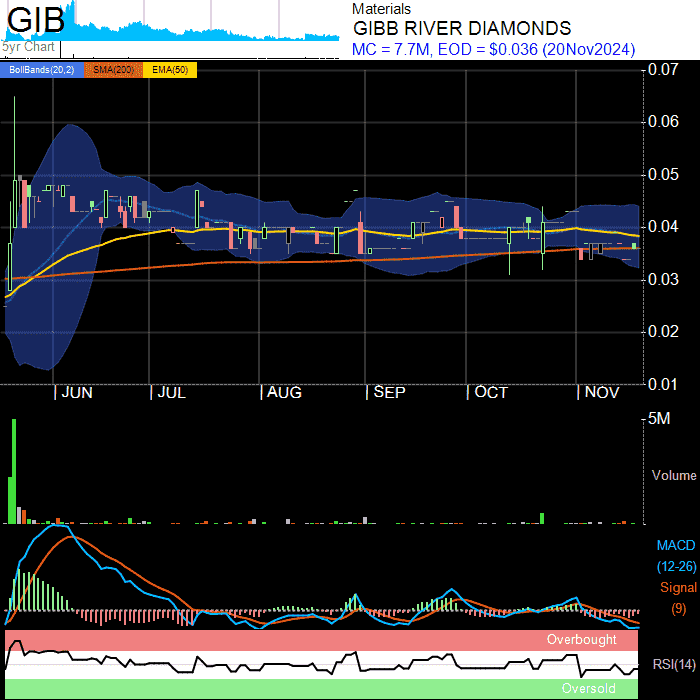 GIB
5yr Chart
Materials
GIBB RIVER DIAMONDS
MC = 7.7M, EOD = $0.036 (20Nov2024)
BollBands(20,2) SMA(200) EMA(50)
0.07
0.06
0.05
0.04
0.03
0.02
0.01
JUN JUL AUG SEP OCT NOV
5M
Volume
MACD
(12-26)
Signal
(9)
Overbought
RSI(14)
Oversold